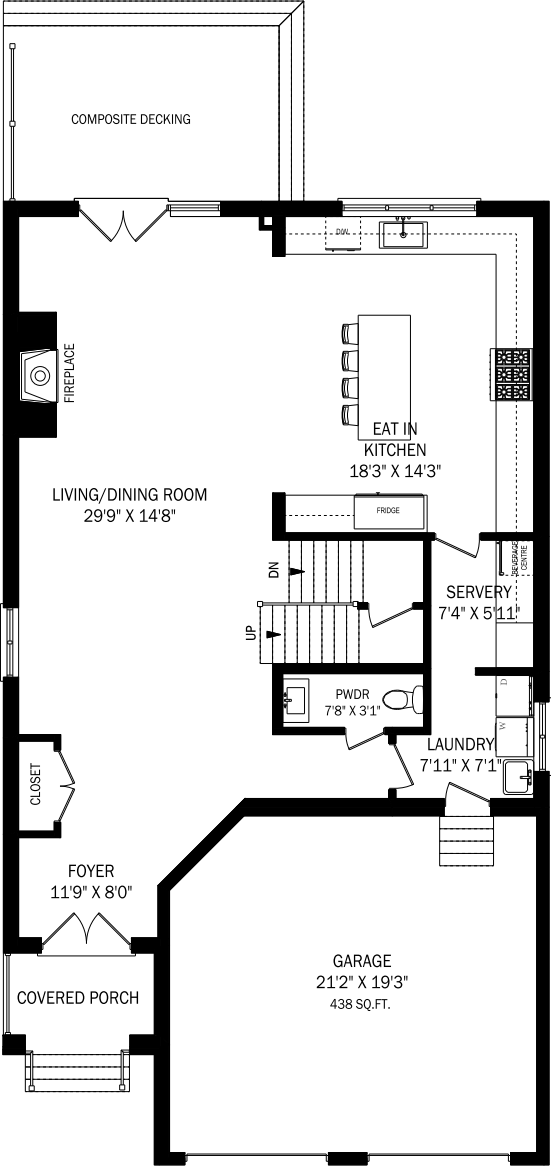 COMPOSITE DECKING
D/W
FIREPLACE
EAT IN
KITCHEN
18'3" X 14'3"
LIVING/DINING ROOM
29'9" X 14'8"
FRIDGE
DN
BEVERAGE
CENTRE
SERVERY
7'4" X 5'11"
UP
PWDR
7'8" X 3'1"
D
W
LAUNDRY
7'11" X 7'1"
CLOSET
FOYER
11'9" X 8'0"
GARAGE
21'2" X 19'3"
438 SQ.FT.
COVERED PORCH